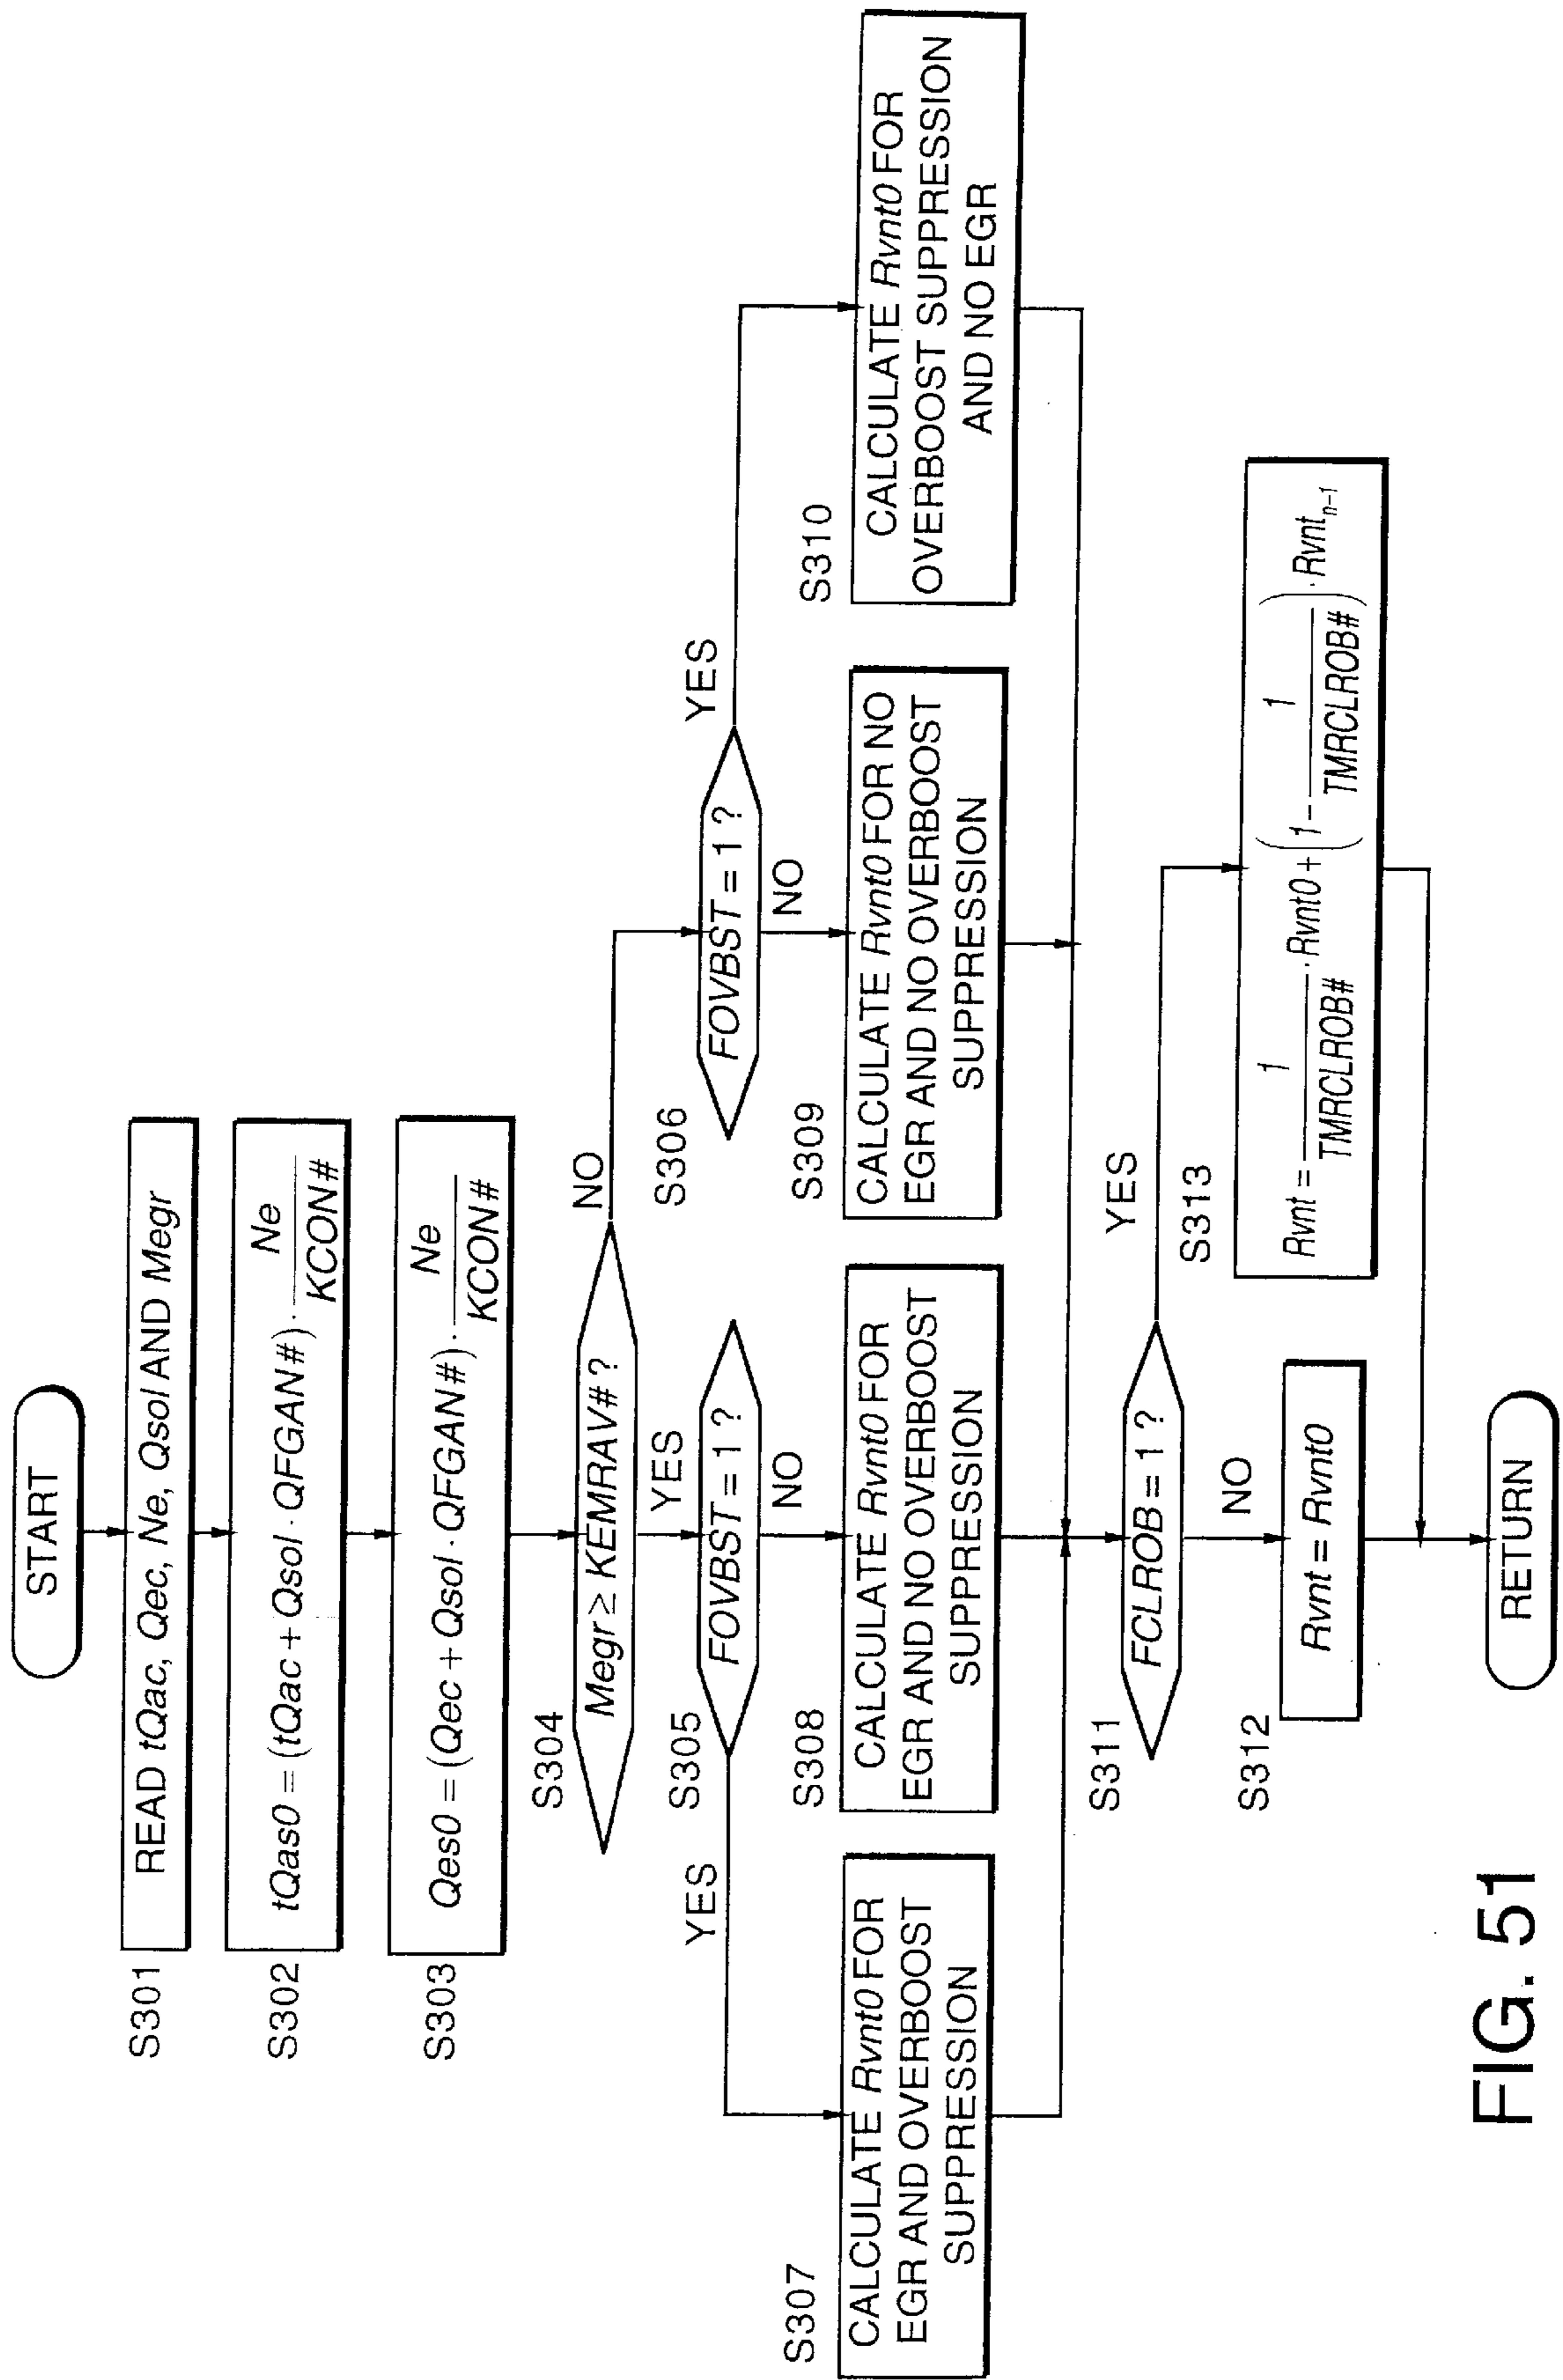 START
S301
READ tQac, Qec, Ne, Qsol AND Megr
S302
tQas0 = (tQac + Qsol · QFGAN#) · Ne / KCON#
S303
Qes0 = (Qec + Qsol · QFGAN#) · Ne / KCON#
S304
Megr ≥ KEMRAV# ?
NO
YES
S305
FOVBST = 1 ?
YES
NO
S306
FOVBST = 1 ?
YES
NO
S307
CALCULATE Rvnt0 FOR
EGR AND OVERBOOST
SUPPRESSION
S308
CALCULATE Rvnt0 FOR
EGR AND NO OVERBOOST
SUPPRESSION
S309
CALCULATE Rvnt0 FOR NO
EGR AND NO OVERBOOST
SUPPRESSION
S310
CALCULATE Rvnt0 FOR
OVERBOOST SUPPRESSION
AND NO EGR
S311
FCLROB = 1 ?
YES
NO
S312
Rvnt = Rvnt0
S313
Rvnt = 1 / TMRCLROB# · Rvnt0 + (1 - 1 / TMRCLROB#) · Rvntn-1
RETURN
FIG. 51